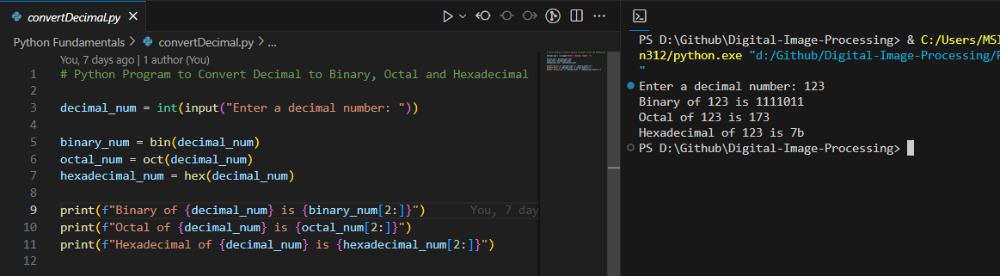 convertDecimal.py
Python Fundamentals > convertDecimal.py > ...
You, 7 days ago | 1 author (You)
1 # Python Program to Convert Decimal to Binary, Octal and Hexadecimal
2
3 decimal_num = int(input("Enter a decimal number: "))
4
5 binary_num = bin(decimal_num)
6 octal_num = oct(decimal_num)
7 hexadecimal_num = hex(decimal_num)
8
9 print(f"Binary of {decimal_num} is {binary_num[2:]}") You, 7 day
10 print(f"Octal of {decimal_num} is {octal_num[2:]}")
11 print(f"Hexadecimal of {decimal_num} is {hexadecimal_num[2:]}")
12
PS D:\Github\Digital-Image-Processing> & C:/Users/MSI
n312/python.exe "d:/Github/Digital-Image-Processing/P
"
Enter a decimal number: 123
Binary of 123 is 1111011
Octal of 123 is 173
Hexadecimal of 123 is 7b
PS D:\Github\Digital-Image-Processing>